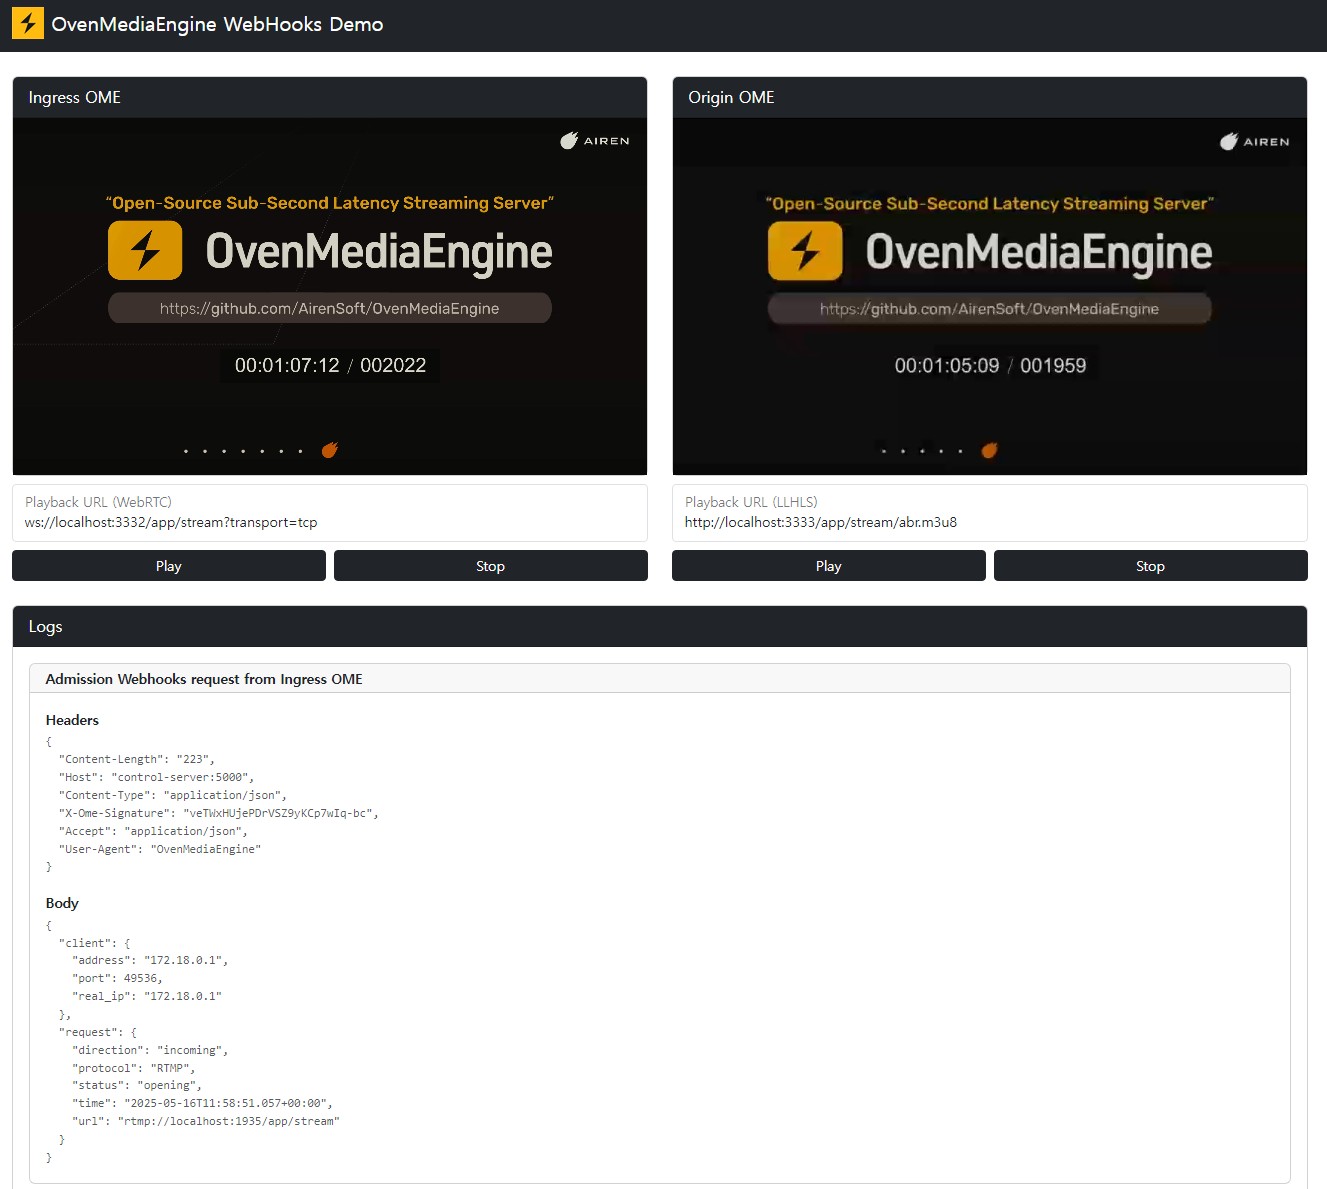 OvenMediaEngine WebHooks Demo
Ingress OME
AIREN
"Open-Source Sub-Second Latency Streaming Server"
OvenMediaEngine
https://github.com/AirenSoft/OvenMediaEngine
00:01:07:12 / 002022
Playback URL (WebRTC)
ws://localhost:3332/app/stream?transport=tcp
Play
Stop
Origin OME
AIREN
"Open-Source Sub-Second Latency Streaming Server"
OvenMediaEngine
https://github.com/AirenSoft/OvenMediaEngine
00:01:05:09 / 001959
Playback URL (LLHLS)
http://localhost:3333/app/stream/abr.m3u8
Play
Stop
Logs
Admission Webhooks request from Ingress OME
Headers
{
  "Content-Length": "223",
  "Host": "control-server:5000",
  "Content-Type": "application/json",
  "X-Ome-Signature": "veTWxHUjePDrVSZ9yKCp7wIq-bc",
  "Accept": "application/json",
  "User-Agent": "OvenMediaEngine"
}
Body
{
  "client": {
    "address": "172.18.0.1",
    "port": 49536,
    "real_ip": "172.18.0.1"
  },
  "request": {
    "direction": "incoming",
    "protocol": "RTMP",
    "status": "opening",
    "time": "2025-05-16T11:58:51.057+00:00",
    "url": "rtmp://localhost:1935/app/stream"
  }
}